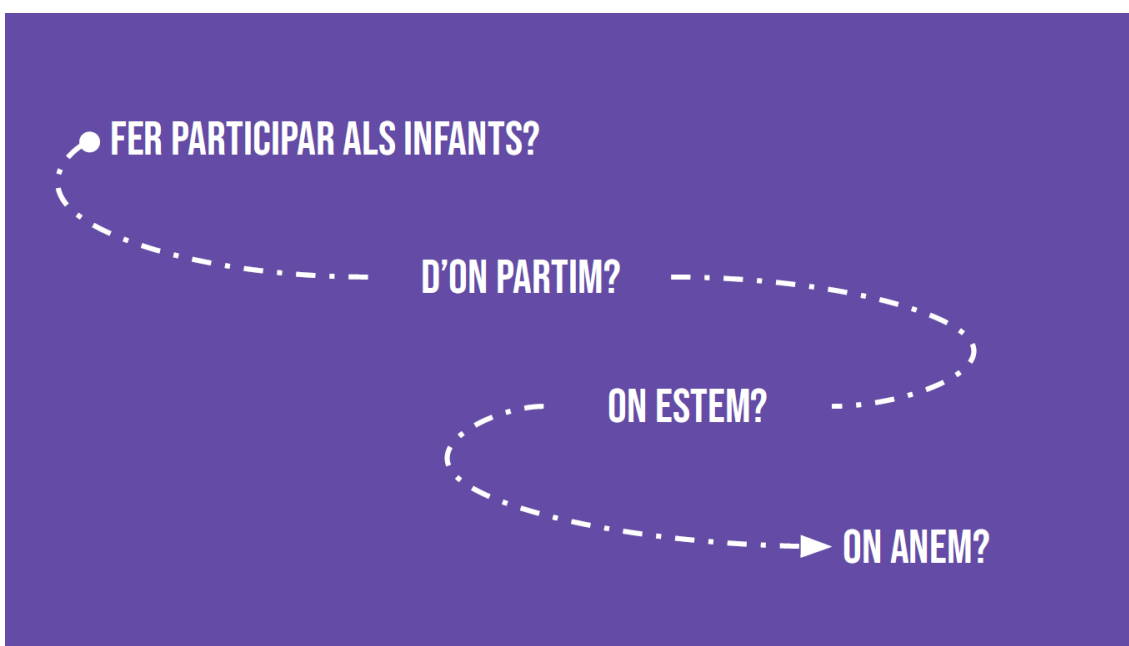 FER PARTICIPAR ALS INFANTS?
D'ON PARTIM?
ON ESTEM?
ON ANEM?